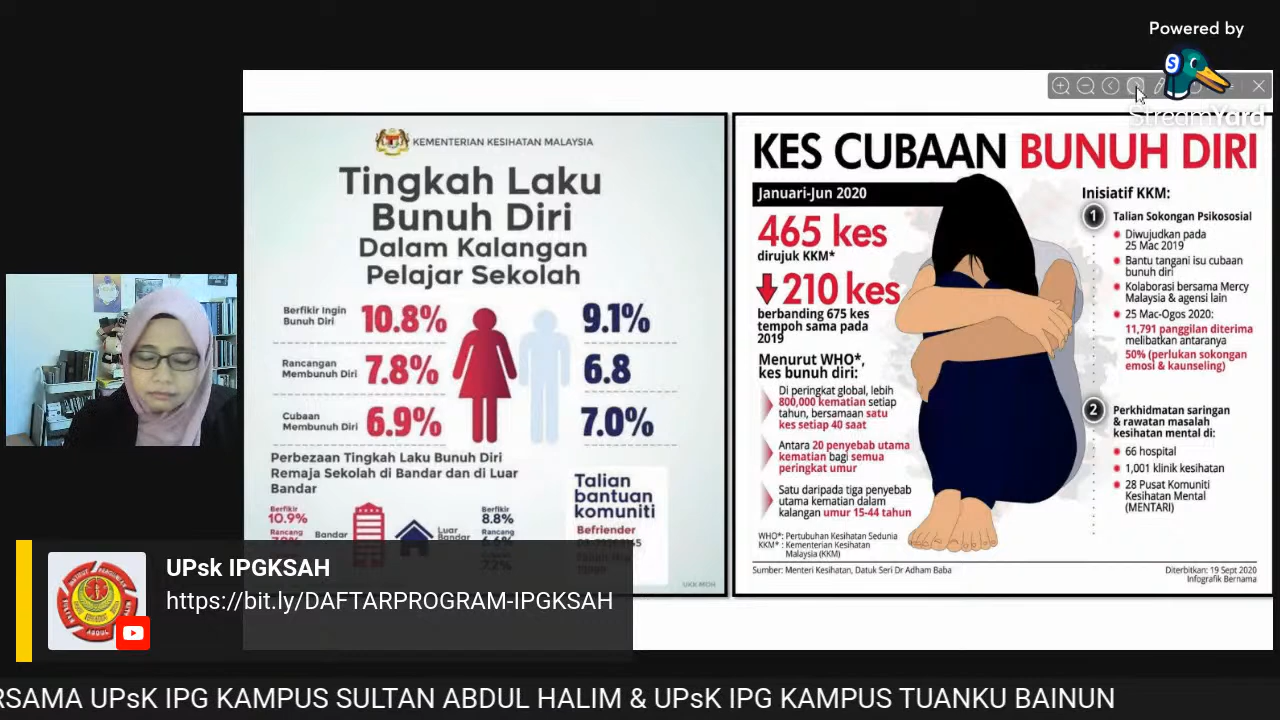 Powered by
StreamYard
KEMENTERIAN KESIHATAN MALAYSIA
Tingkah Laku
Bunuh Diri
Dalam Kalangan
Pelajar Sekolah
Berfikir Ingin
Bunuh Diri
10.8%
9.1%
Rancangan
Membunuh Diri
7.8%
6.8
Cubaan
Membunuh Diri
6.9%
7.0%
Perbezaan Tingkah Laku Bunuh Diri
Remaja Sekolah di Bandar dan di Luar
Bandar
Berfikir
10.9%
Rancang
Bandar
Luar
Bandar
Berfikir
8.8%
Rancang
7.2%
Talian
bantuan
komuniti
Befriender
UKK-MOH
KES CUBAAN BUNUH DIRI
Januari-Jun 2020
465 kes
dirujuk KKM*
210 kes
berbanding 675 kes
tempoh sama pada
2019
Menurut WHO*,
kes bunuh diri:
Di peringkat global, lebih
800,000 kematian setiap
tahun, bersamaan satu
kes setiap 40 saat
Antara 20 penyebab utama
kematian bagi semua
peringkat umur
Satu daripada tiga penyebab
utama kematian dalam
kalangan umur 15-44 tahun
WHO*: Pertubuhan Kesihatan Sedunia
KKM* : Kementerian Kesihatan
Malaysia (KKM)
Sumber: Menteri Kesihatan, Datuk Seri Dr Adham Baba
Inisiatif KKM:
1
Talian Sokongan Psikososial
Diwujudkan pada
25 Mac 2019
Bantu tangani isu cubaan
bunuh diri
Kolaborasi bersama Mercy
Malaysia & agensi lain
25 Mac-Ogos 2020:
11,791 panggilan diterima
melibatkan antaranya
50% (perlukan sokongan
emosi & kaunseling)
2
Perkhidmatan saringan
& rawatan masalah
kesihatan mental di:
66 hospital
1,001 klinik kesihatan
28 Pusat Komuniti
Kesihatan Mental
(MENTARI)
Diterbitkan: 19 Sept 2020
Infografik Bernama
UPsk IPGKSAH
https://bit.ly/DAFTARPROGRAM-IPGKSAH
RSAMA UPsK IPG KAMPUS SULTAN ABDUL HALIM & UPsK IPG KAMPUS TUANKU BAINUN